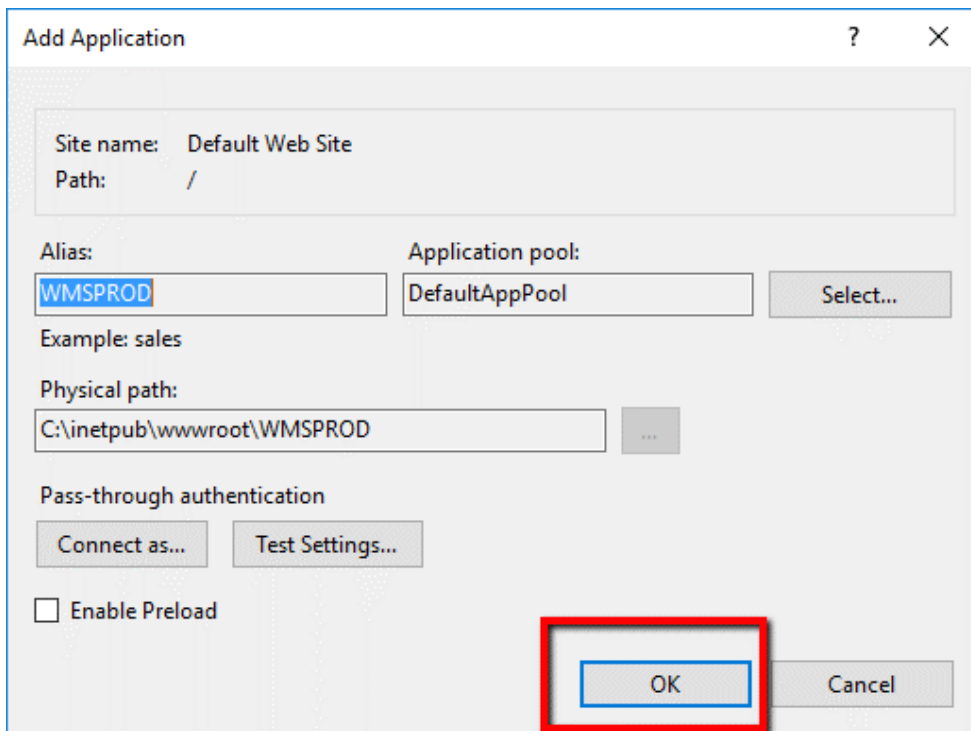 Add Application
?
Site name: Default Web Site
Path: /
Alias: Application pool:
WMSPROD DefaultAppPool Select...
Example: sales
Physical path:
C:\inetpub\wwwroot\WMSPROD ...
Pass-through authentication
Connect as... Test Settings...
Enable Preload
OK Cancel